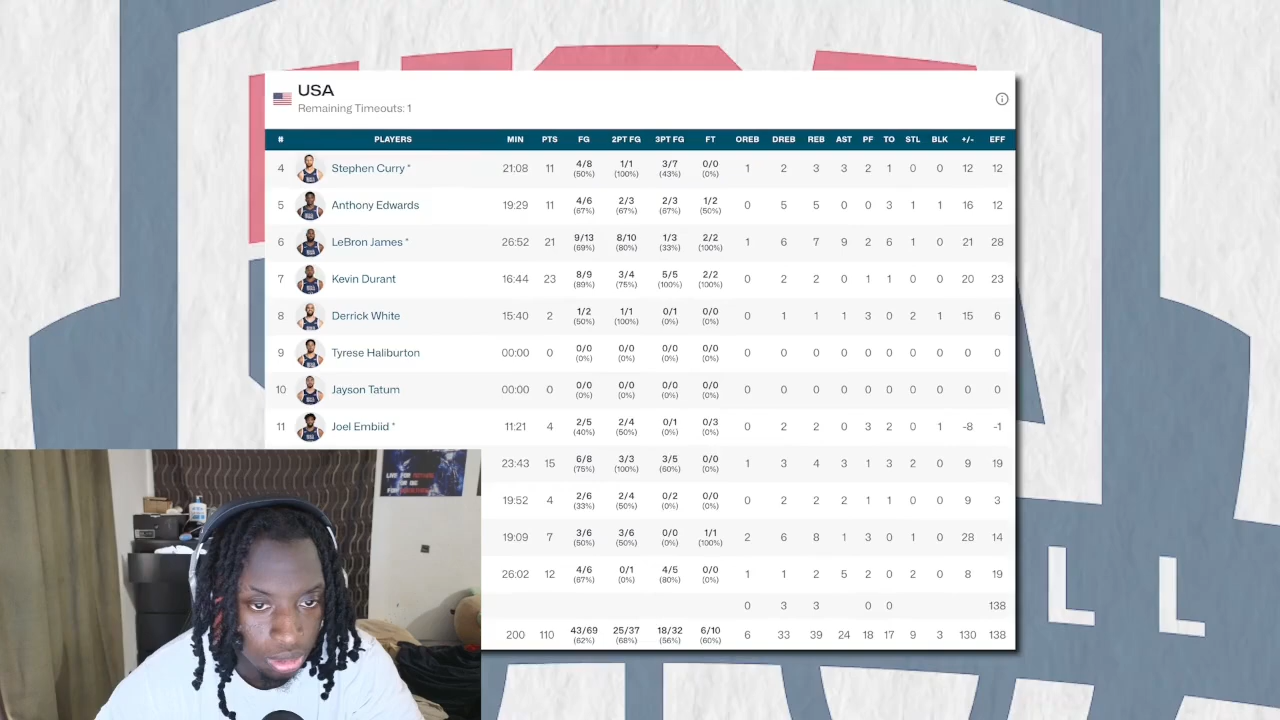 USA
Remaining Timeouts: 1
# PLAYERS MIN PTS FG 2PT FG 3PT FG FT OREB DREB REB AST PF TO STL BLK +/- EFF
4 Stephen Curry * 21:08 11 4/8 (50%) 1/1 (100%) 3/7 (43%) 0/0 (0%) 1 2 3 3 2 1 0 0 12 12
5 Anthony Edwards 19:29 11 4/6 (67%) 2/3 (67%) 2/3 (67%) 1/2 (50%) 0 5 5 0 0 3 1 1 16 12
6 LeBron James * 26:52 21 9/13 (69%) 8/10 (80%) 1/3 (33%) 2/2 (100%) 1 6 7 9 2 6 1 0 21 28
7 Kevin Durant 16:44 23 8/9 (89%) 3/4 (75%) 5/5 (100%) 2/2 (100%) 0 2 2 0 1 1 0 0 20 23
8 Derrick White 15:40 2 1/2 (50%) 1/1 (100%) 0/1 (0%) 0/0 (0%) 0 1 1 1 3 0 2 1 15 6
9 Tyrese Haliburton 00:00 0 0/0 (0%) 0/0 (0%) 0/0 (0%) 0/0 (0%) 0 0 0 0 0 0 0 0 0 0
10 Jayson Tatum 00:00 0 0/0 (0%) 0/0 (0%) 0/0 (0%) 0/0 (0%) 0 0 0 0 0 0 0 0 0 0
11 Joel Embiid * 11:21 4 2/5 (40%) 2/4 (50%) 0/1 (0%) 0/3 (0%) 0 2 2 0 3 2 0 1 -8 -1
23:43 15 6/8 (75%) 3/3 (100%) 3/5 (60%) 0/0 (0%) 1 3 4 3 1 3 2 0 9 19
19:52 4 2/6 (33%) 2/4 (50%) 0/2 (0%) 0/0 (0%) 0 2 2 2 1 1 0 0 9 3
19:09 7 3/6 (50%) 3/6 (50%) 0/0 (0%) 1/1 (100%) 2 6 8 1 3 0 1 0 28 14
26:02 12 4/6 (67%) 0/1 (0%) 4/5 (80%) 0/0 (0%) 1 1 2 5 2 0 2 0 8 19
0 3 3 0 0 138
200 110 43/69 (62%) 25/37 (68%) 18/32 (56%) 6/10 (60%) 6 33 39 24 18 17 9 3 130 138